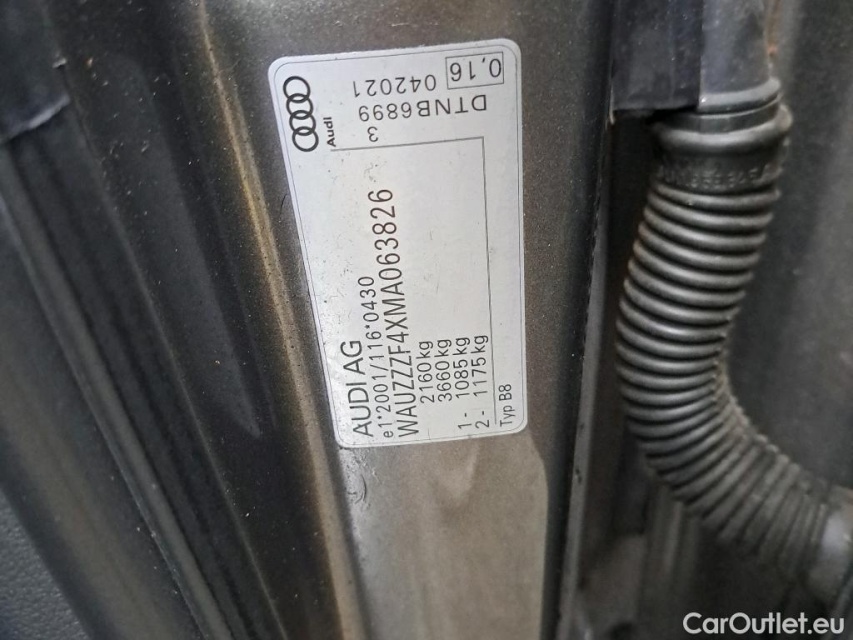 AUDI AG
e1*2001/116*0430
WAUZZZF4XMA063826
2160kg
3660kg
1- 1085kg
2- 1175kg
Typ B8
Audi
3
DTNB6899
042021
0,16
CarOutlet.eu